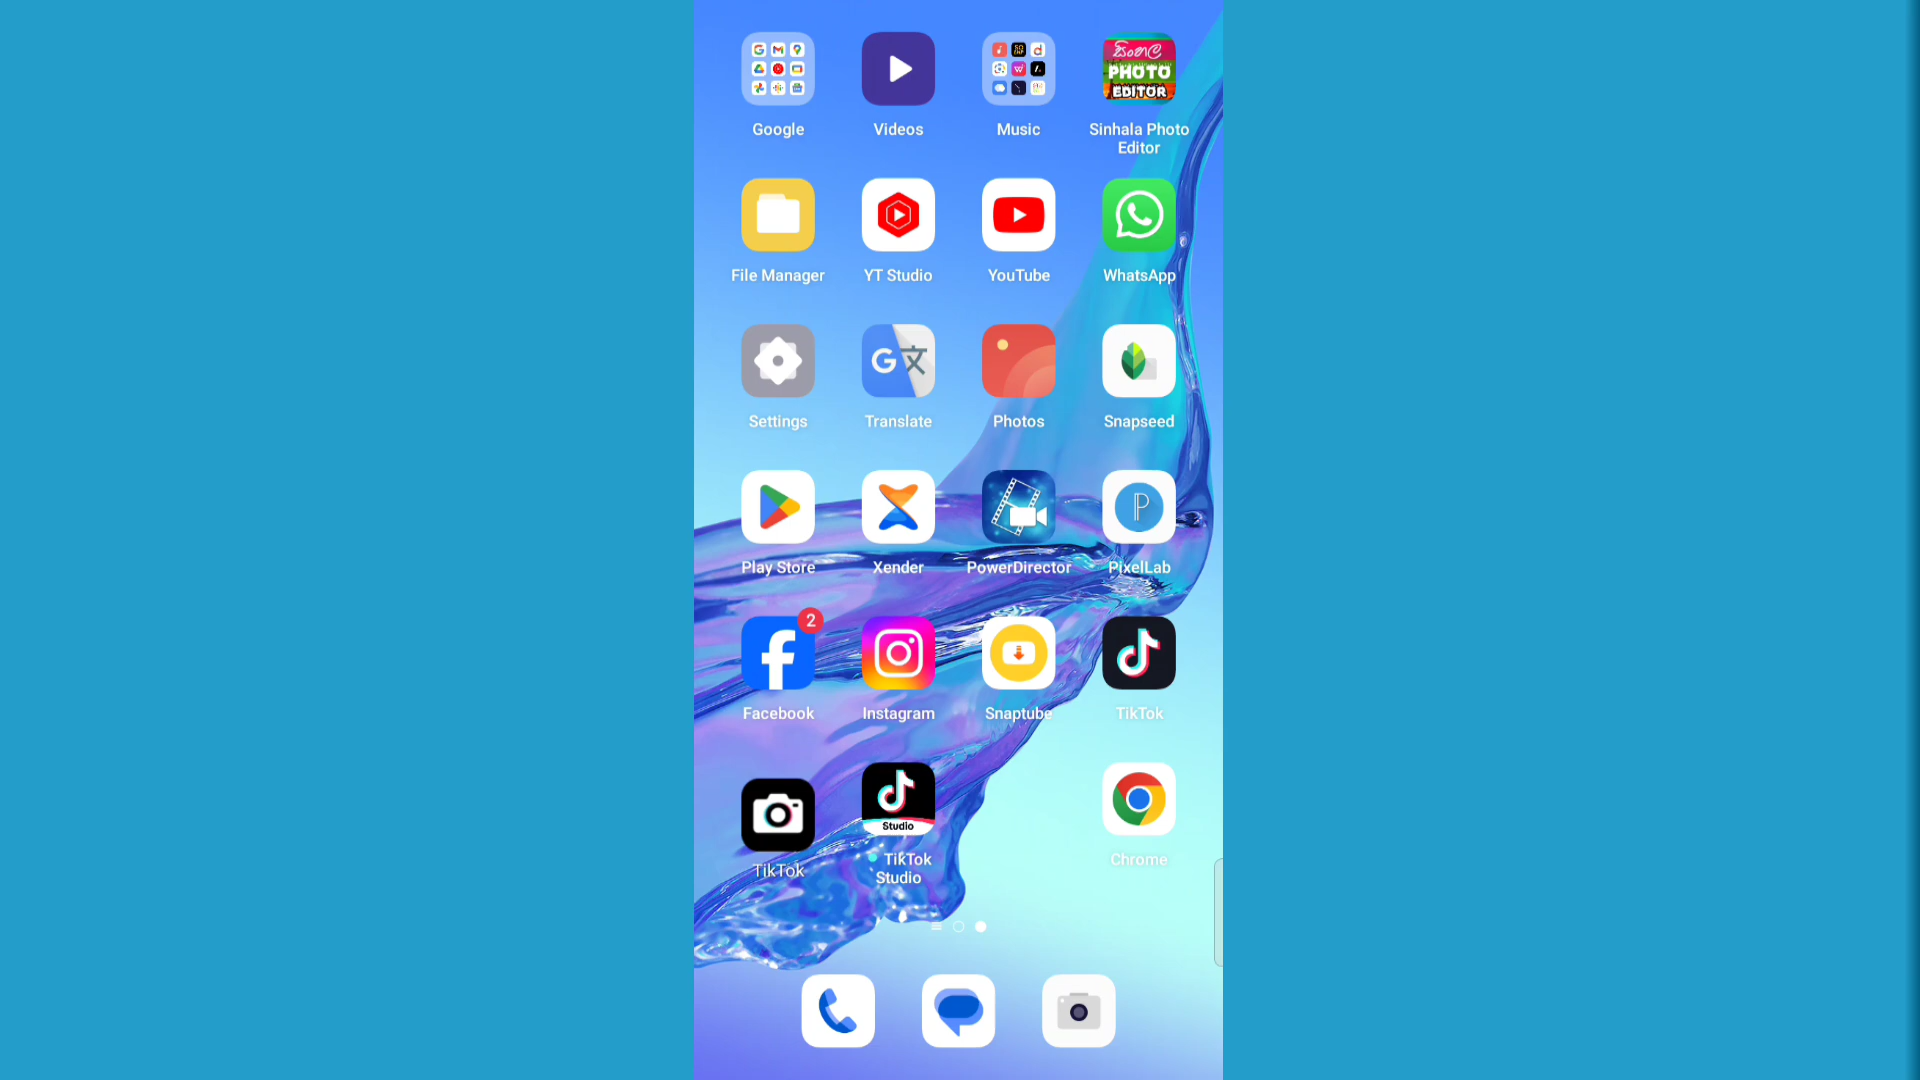 සිංහල
PHOTO
EDITOR
Google
Videos
Music
Sinhala Photo
Editor
File Manager
YT Studio
YouTube
WhatsApp
Settings
Translate
Photos
Snapseed
Play Store
Xender
PowerDirector
PixelLab
2
Facebook
Instagram
Snaptube
TikTok
Studio
TikTok
TikTok
Studio
Chrome